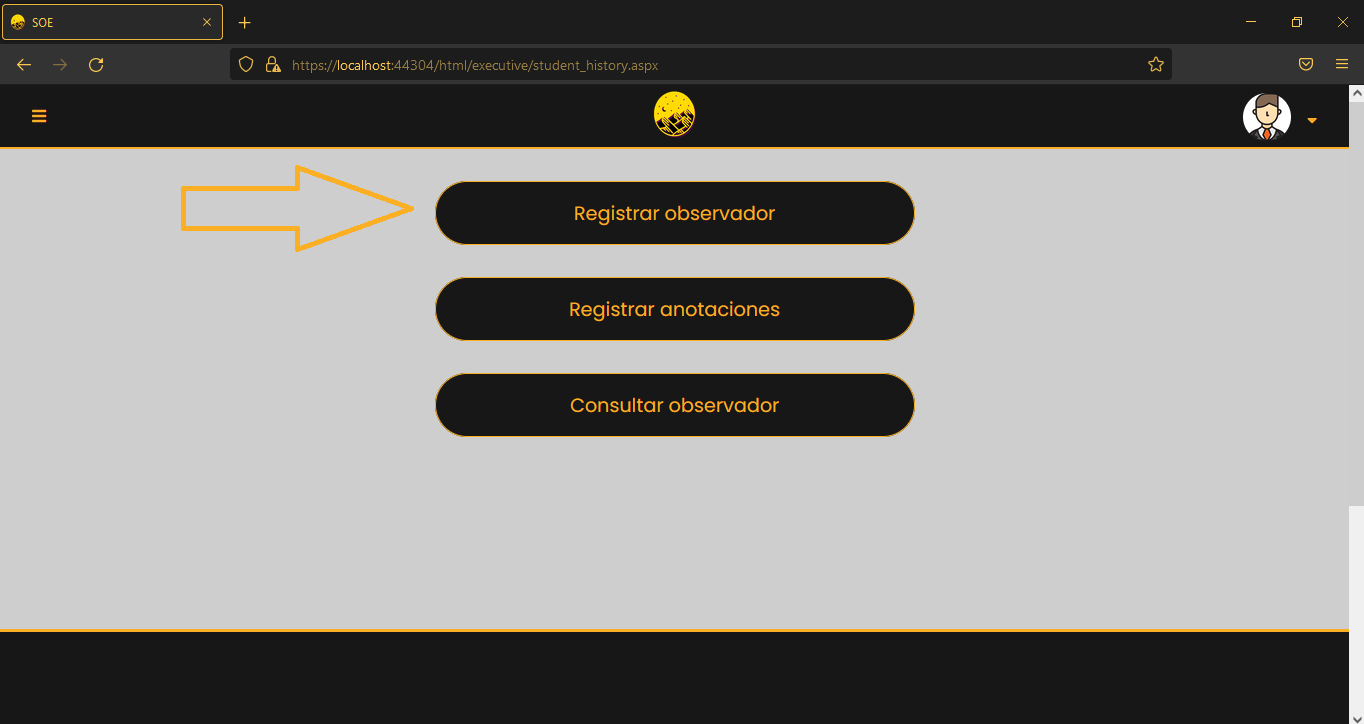 SOE
https://localhost:44304/html/executive/student_history.aspx
Registrar observador
Registrar anotaciones
Consultar observador